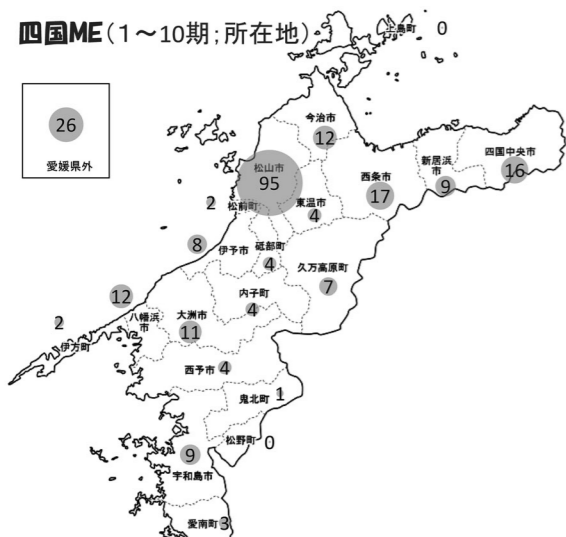 四国ME(1～10期;所在地)
上島町
0
26
愛媛県外
今治市
12
松山市
95
西条市
17
新居浜
市
9
四国中央市
16
2
松前町
東温市
4
8
伊予市
砥部町
4
久万高原町
7
12
八幡浜
市
大洲市
11
内子町
4
2
伊方町
西予市
4
鬼北町
1
松野町
0
9
宇和島市
愛南町
3